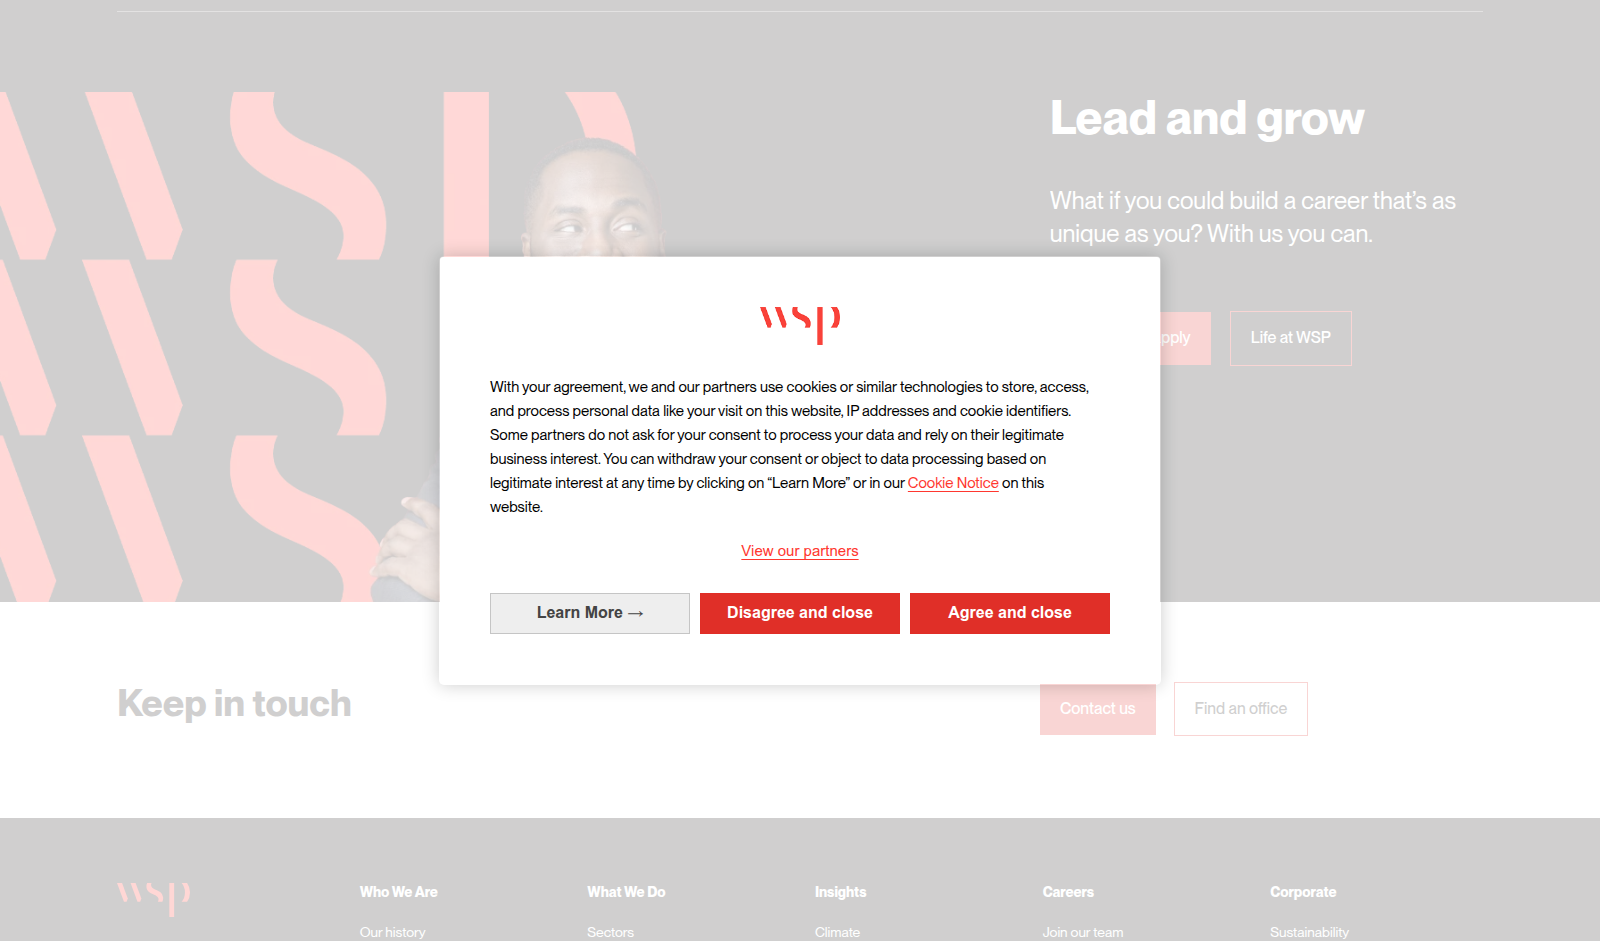 WSP
Lead and grow
What if you could build a career that's as
unique as you? With us you can.
pply
Life at WSP
wsp
With your agreement, we and our partners use cookies or similar technologies to store, access,
and process personal data like your visit on this website, IP addresses and cookie identifiers.
Some partners do not ask for your consent to process your data and rely on their legitimate
business interest. You can withdraw your consent or object to data processing based on
legitimate interest at any time by clicking on “Learn More” or in our Cookie Notice on this
website.
View our partners
Learn More →
Disagree and close
Agree and close
Keep in touch
Contact us
Find an office
wsp
Who We Are
What We Do
Insights
Careers
Corporate
Our history
Sectors
Climate
Join our team
Sustainability